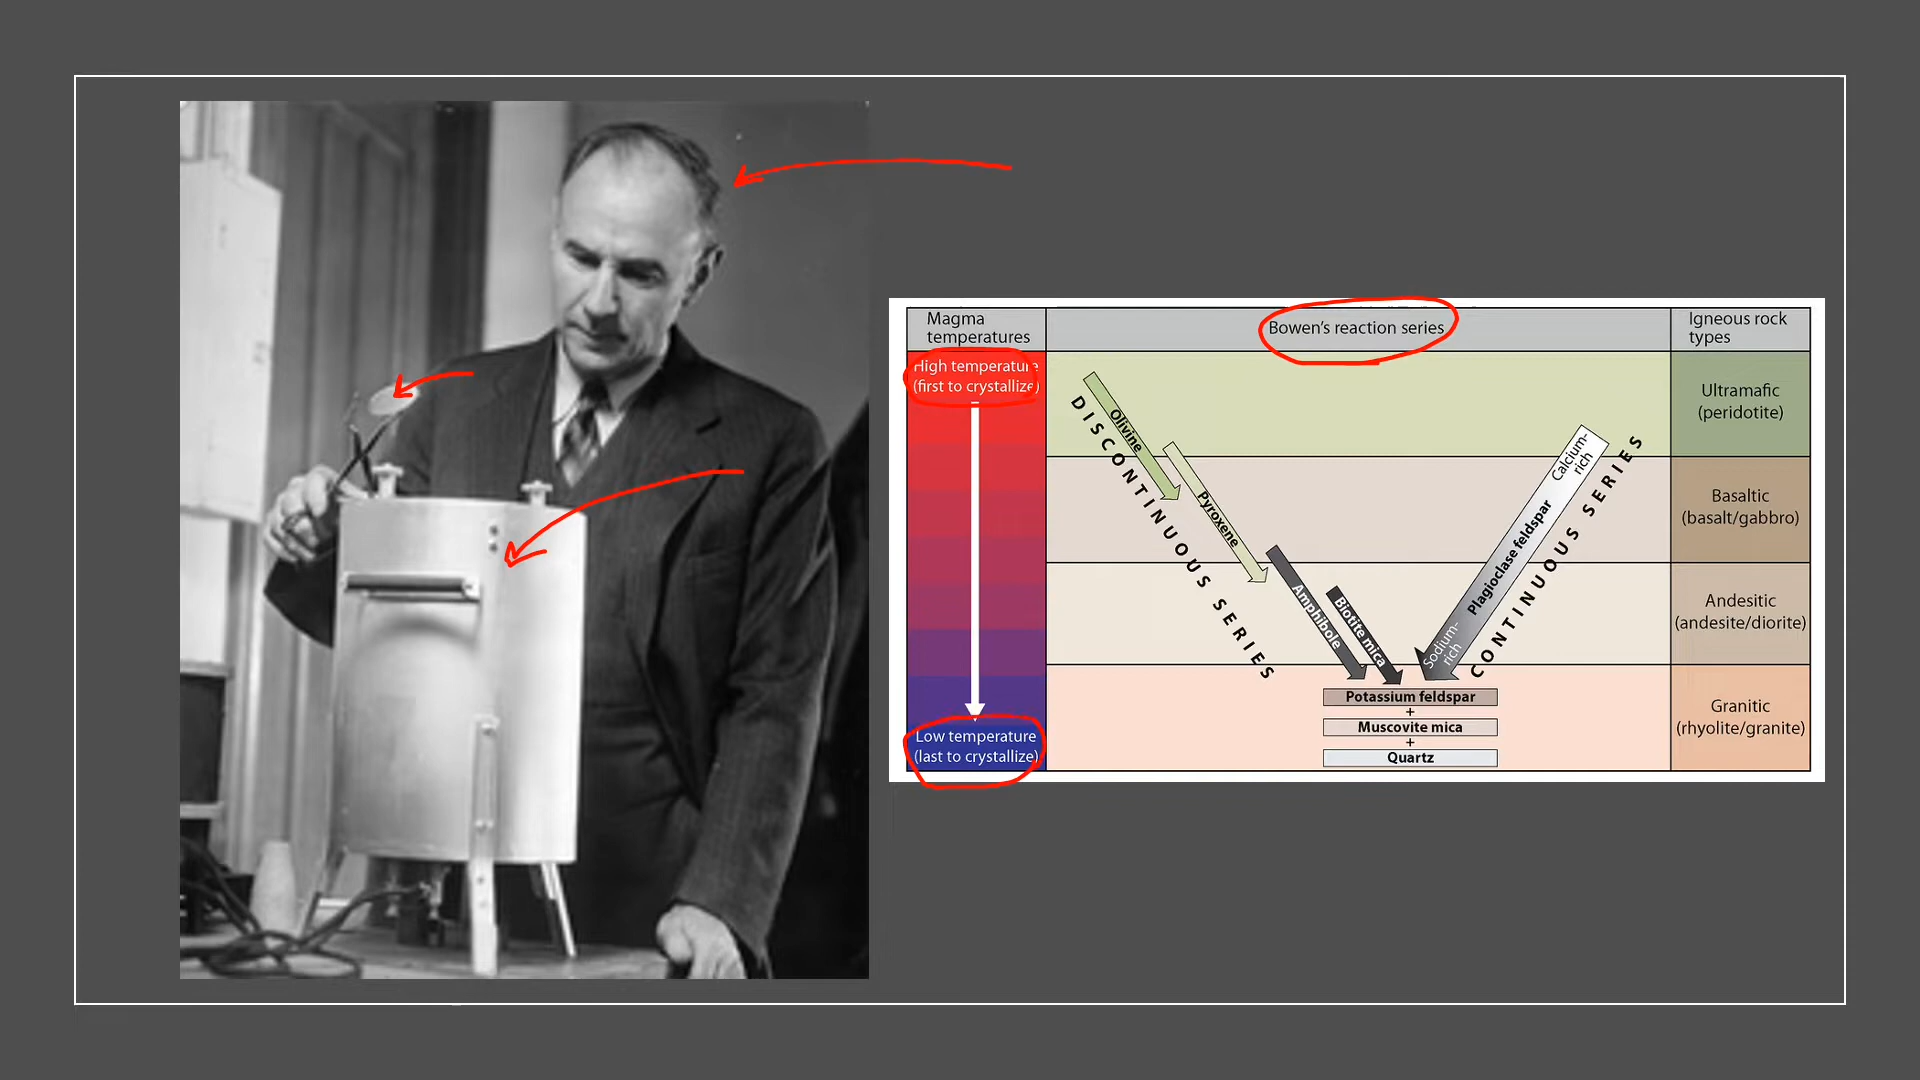 Magma
temperatures
Bowen's reaction series
Igneous rock
types
High temperature
(first to crystallize)
Low temperature
(last to crystallize)
DISCONTINUOUS SERIES
Olivine
Pyroxene
Amphibole
Biotite mica
Calcium-
rich
Plagioclase feldspar
Sodium-
rich
CONTINUOUS SERIES
Potassium feldspar
+
Muscovite mica
+
Quartz
Ultramafic
(peridotite)
Basaltic
(basalt/gabbro)
Andesitic
(andesite/diorite)
Granitic
(rhyolite/granite)